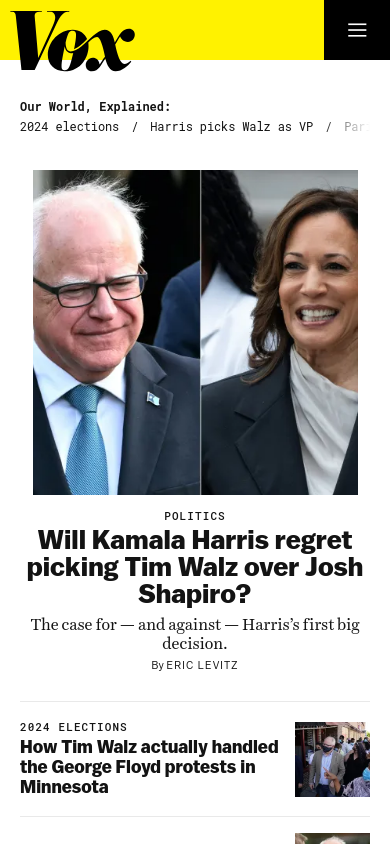 Vox
Our World, Explained:
2024 elections / Harris picks Walz as VP /
POLITICS
Will Kamala Harris regret
picking Tim Walz over Josh
Shapiro?
The case for — and against — Harris’s first big
decision.
By ERIC LEVITZ
2024 ELECTIONS
How Tim Walz actually handled
the George Floyd protests in
Minnesota